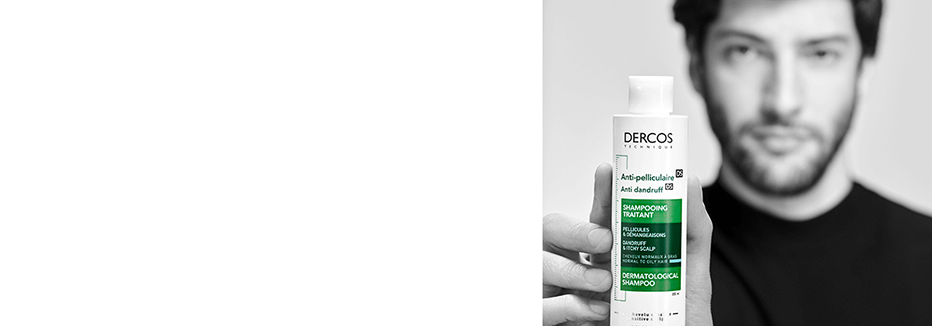 DERCOS
TECHNIQUE
Anti-pelliculaire DS
Anti dandruff DS
SHAMPOOING
TRAITANT
PELLICULES
& DÉMANGEAISONS
DANDRUFF
& ITCHY SCALP
CHEVEUX NORMAUX À GRAS
NORMAL TO OILY HAIR
DERMATOLOGICAL
SHAMPOO